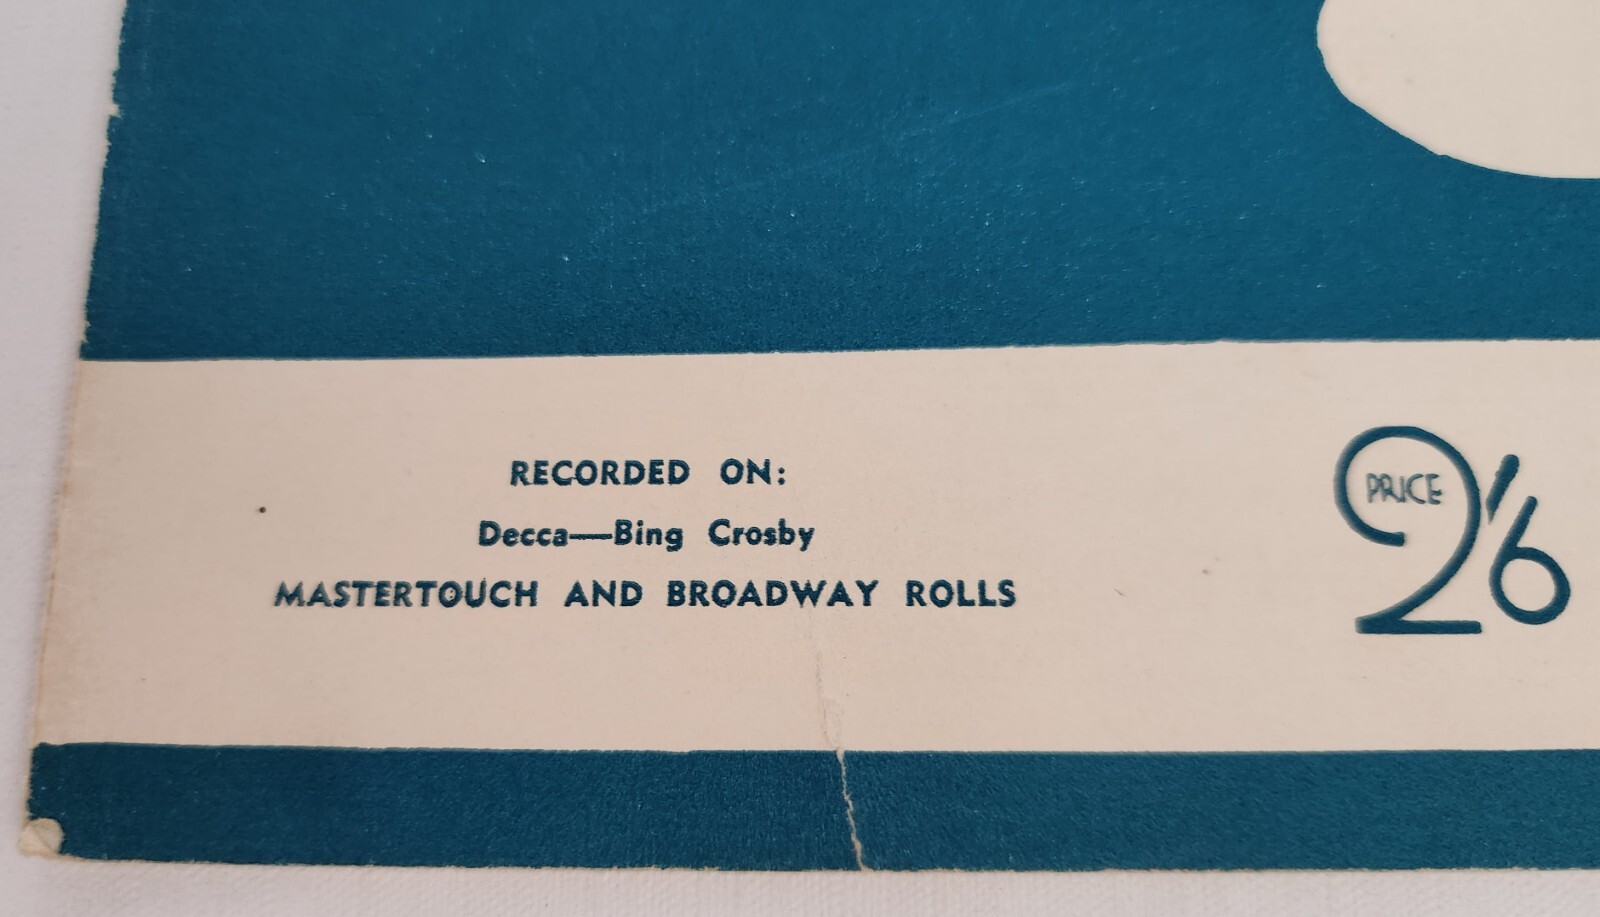 RECORDED ON:
Decca—Bing Crosby
MASTERTOUCH AND BROADWAY ROLLS
PRICE
2/6